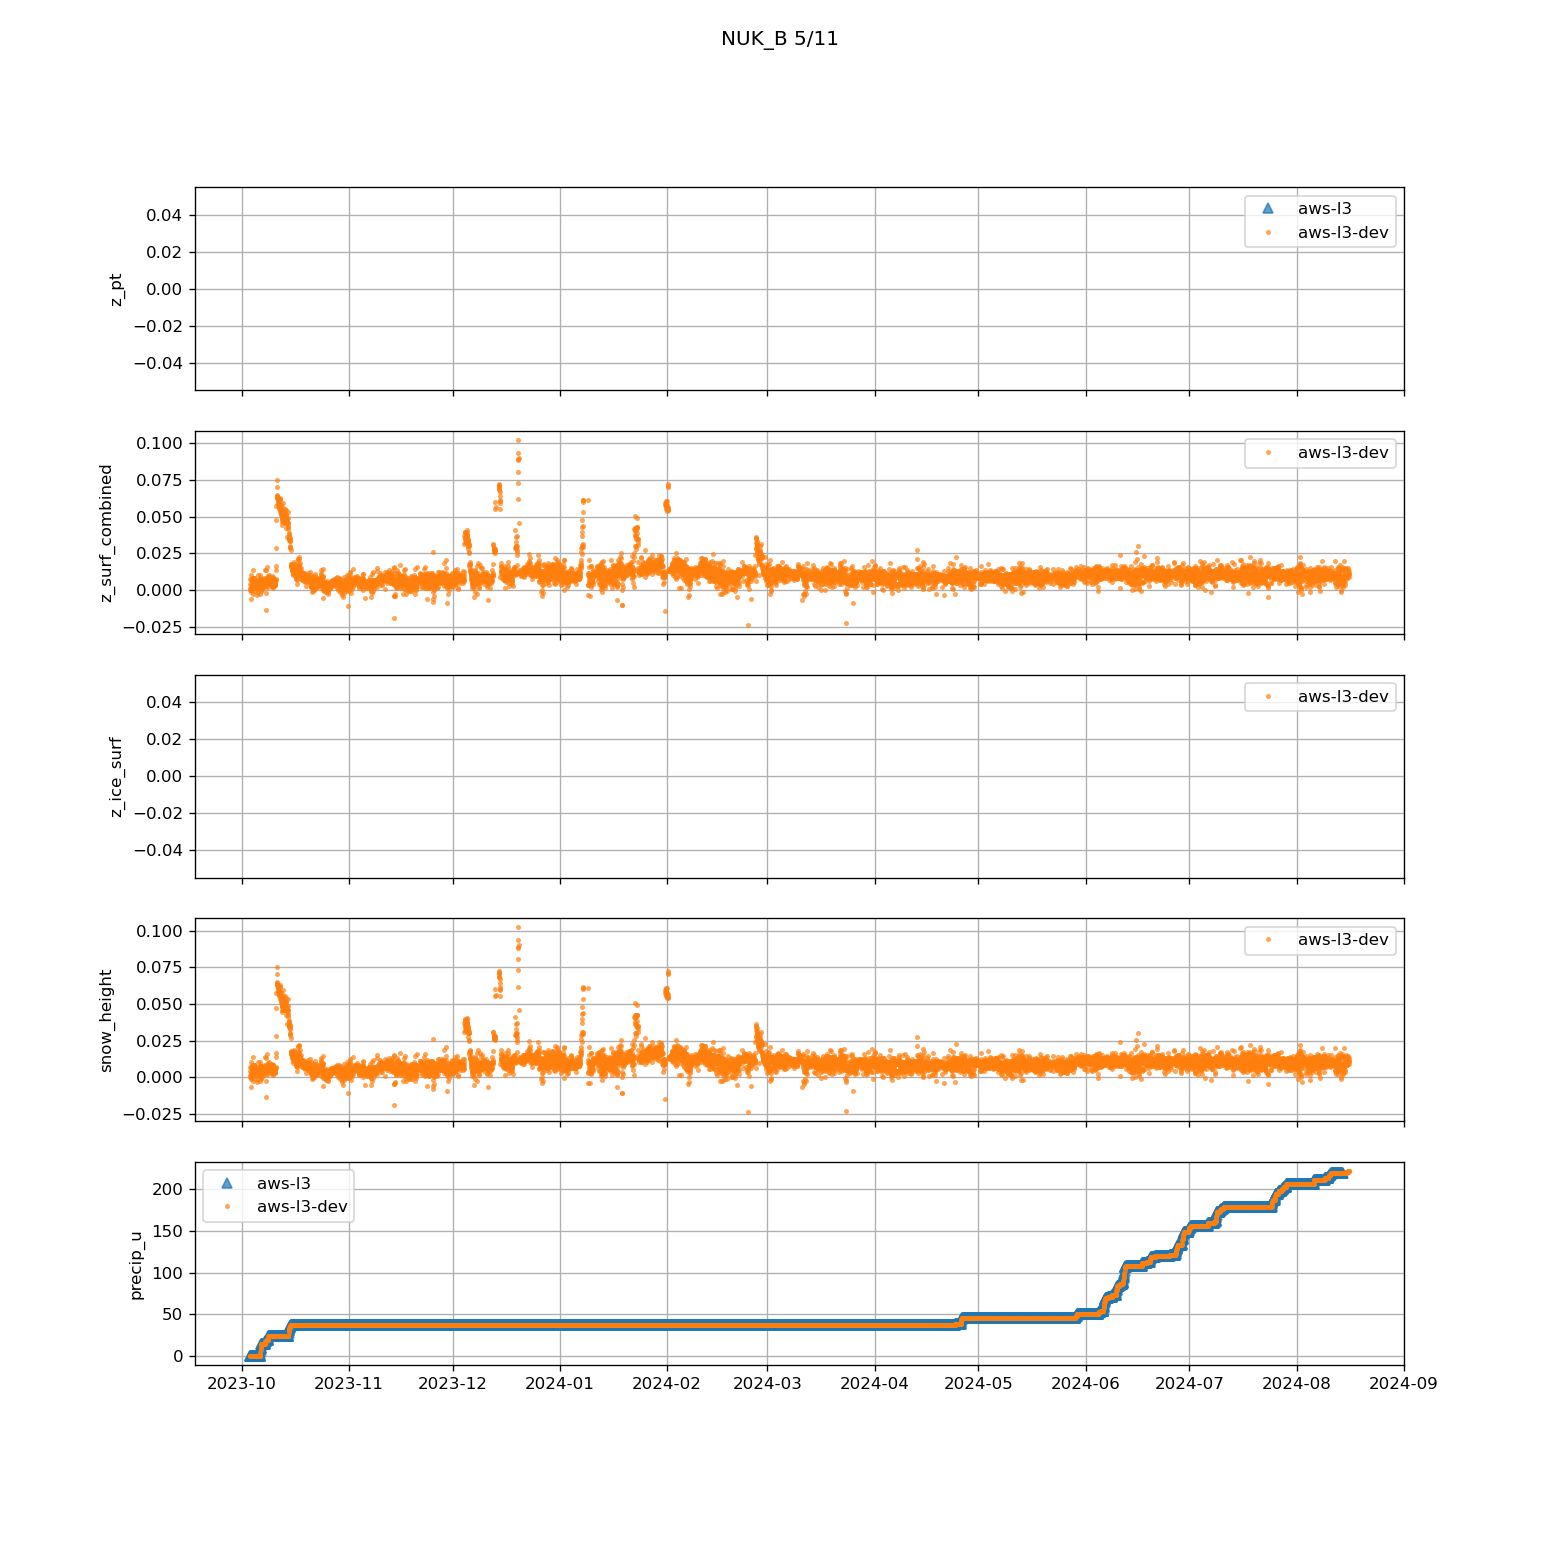 NUK_B 5/11
0.04
0.02
0.00
−0.02
−0.04
z_pt
aws-l3
aws-l3-dev
0.100
0.075
0.050
0.025
0.000
−0.025
z_surf_combined
aws-l3-dev
0.04
0.02
0.00
−0.02
−0.04
z_ice_surf
aws-l3-dev
0.100
0.075
0.050
0.025
0.000
−0.025
snow_height
aws-l3-dev
200
150
100
50
0
precip_u
aws-l3
aws-l3-dev
2023-10 2023-11 2023-12 2024-01 2024-02 2024-03 2024-04 2024-05 2024-06 2024-07 2024-08 2024-09